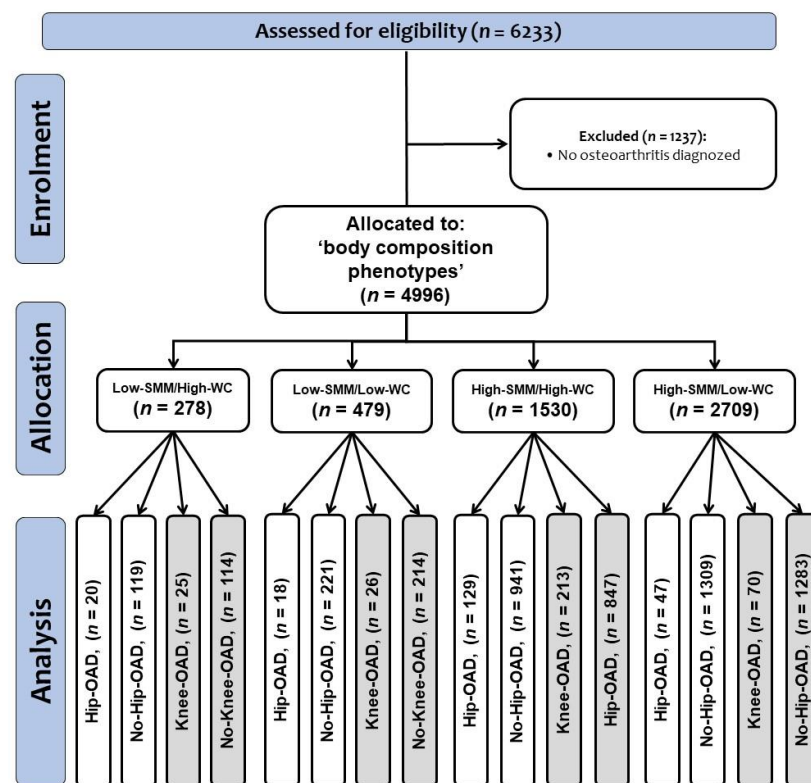 Assessed for eligibility (n = 6233)
Enrolment
Excluded (n = 1237):
• No osteoarthritis diagnozed
Allocated to:
‘body composition
phenotypes’
(n = 4996)
Allocation
Low-SMM/High-WC
(n = 278)
Low-SMM/Low-WC
(n = 479)
High-SMM/High-WC
(n = 1530)
High-SMM/Low-WC
(n = 2709)
Analysis
Hip-OAD, (n = 20)
No-Hip-OAD, (n = 119)
Knee-OAD, (n = 25)
No-Knee-OAD, (n = 114)
Hip-OAD, (n = 18)
No-Hip-OAD, (n = 221)
Knee-OAD, (n = 26)
No-Knee-OAD, (n = 214)
Hip-OAD, (n = 129)
No-Hip-OAD, (n = 941)
Knee-OAD, (n = 213)
Hip-OAD, (n = 847)
Hip-OAD, (n = 47)
No-Hip-OAD, (n = 1309)
Knee-OAD, (n = 70)
No-Hip-OAD, (n = 1283)